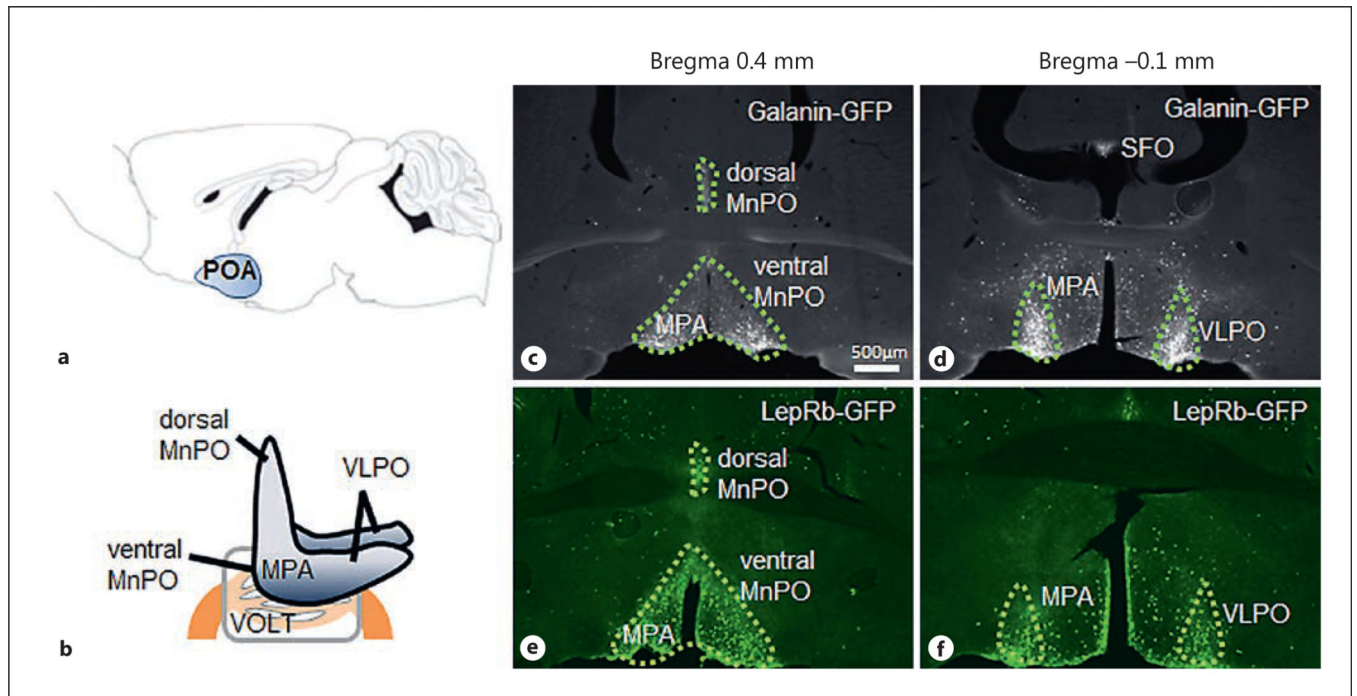 Bregma 0.4 mm
Bregma –0.1 mm
POA
a
dorsal
MnPO
VLPO
ventral
MnPO
MPA
VOLT
b
Galanin-GFP
dorsal
MnPO
ventral
MnPO
MPA
500µm
c
Galanin-GFP
SFO
MPA
VLPO
d
LepRb-GFP
dorsal
MnPO
ventral
MnPO
MPA
e
LepRb-GFP
MPA
VLPO
f